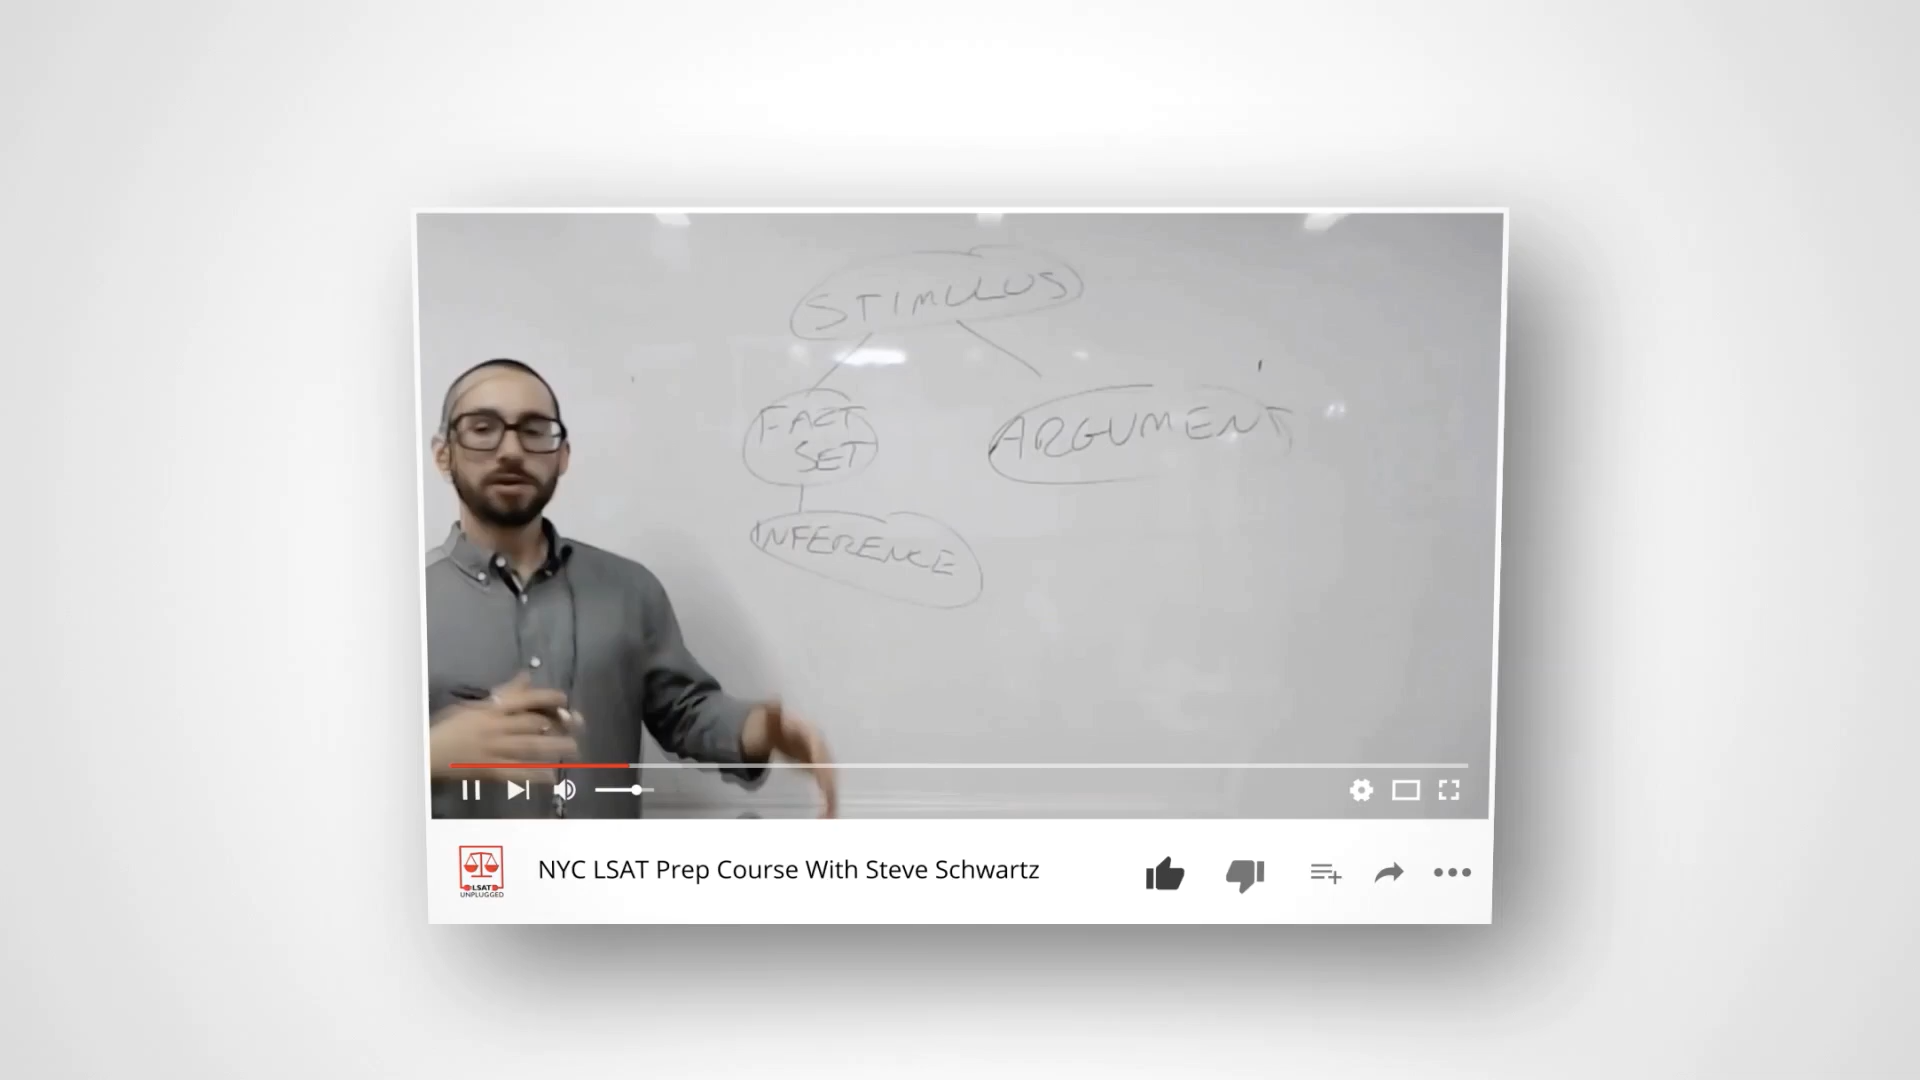 STIMULUS
FACT
SET
ARGUMENT
INFERENCE
LSAT
UNPLUGGED
NYC LSAT Prep Course With Steve Schwartz